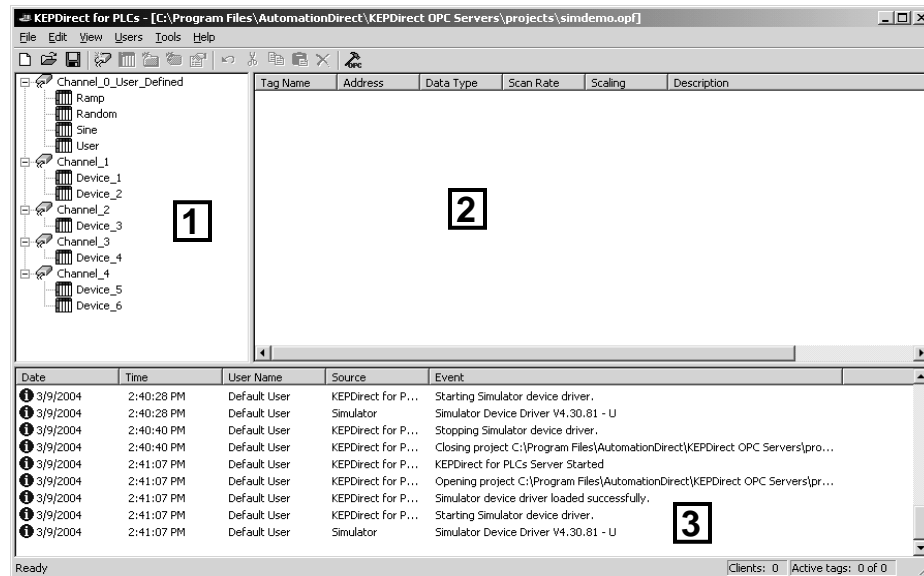 KEPDirect for PLCs - [C:\Program Files\AutomationDirect\KEPDirect OPC Servers\projects\simdemo.opf]
File Edit View Users Tools Help
OPC
Channel_0_User_Defined
Ramp
Random
Sine
User
Channel_1
Device_1
Device_2
Channel_2
Device_3
Channel_3
Device_4
Channel_4
Device_5
Device_6
1
Tag Name Address Data Type Scan Rate Scaling Description
2
Date Time User Name Source Event
3/9/2004 2:40:28 PM Default User KEPDirect for P... Starting Simulator device driver.
3/9/2004 2:40:28 PM Default User Simulator Simulator Device Driver V4.30.81 - U
3/9/2004 2:40:40 PM Default User KEPDirect for P... Stopping Simulator device driver.
3/9/2004 2:40:40 PM Default User KEPDirect for P... Closing project C:\Program Files\AutomationDirect\KEPDirect OPC Servers\pro...
3/9/2004 2:41:07 PM Default User KEPDirect for P... KEPDirect for PLCs Server Started
3/9/2004 2:41:07 PM Default User KEPDirect for P... Opening project C:\Program Files\AutomationDirect\KEPDirect OPC Servers\pr...
3/9/2004 2:41:07 PM Default User KEPDirect for P... Simulator device driver loaded successfully.
3/9/2004 2:41:07 PM Default User KEPDirect for P... Starting Simulator device driver.
3/9/2004 2:41:07 PM Default User Simulator Simulator Device Driver V4.30.81 - U
3
Ready Clients: 0 Active tags: 0 of 0